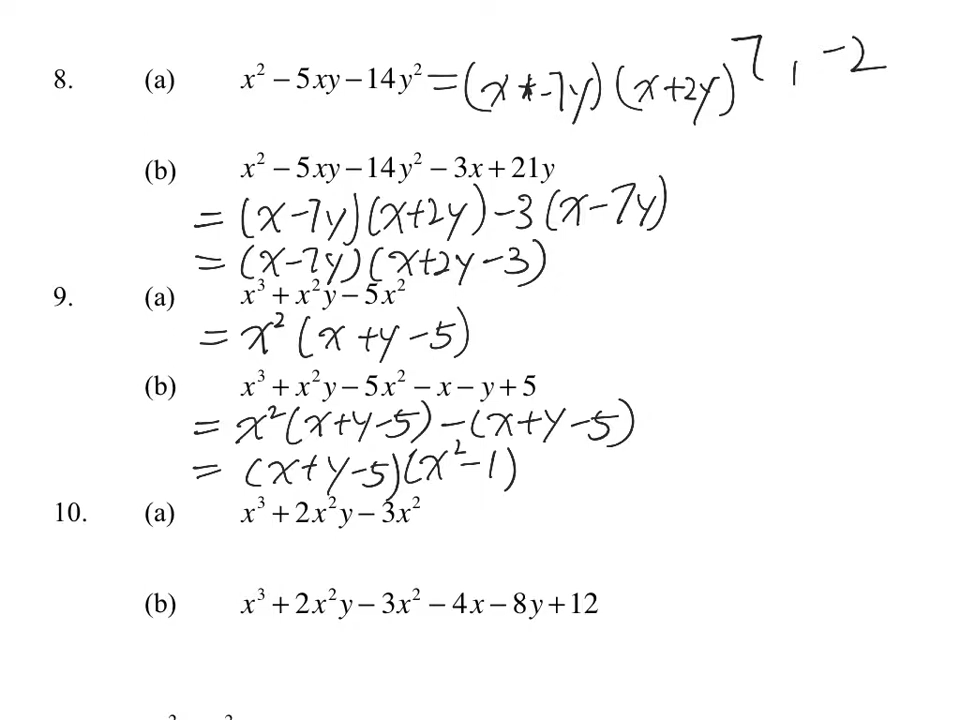 8. (a) x² − 5xy − 14y² = (x + -7y)(x+2y) 7, -2
(b) x² − 5xy − 14y² − 3x + 21y
= (x-7y)(x+2y) -3(x-7y)
= (x-7y)(x+2y-3)
9. (a) x³ + x²y − 5x²
= x²(x+y-5)
(b) x³ + x²y − 5x² − x − y + 5
= x²(x+y-5) -(x+y-5)
= (x+y-5)(x²-1)
10. (a) x³ + 2x²y − 3x²
(b) x³ + 2x²y − 3x² − 4x − 8y + 12